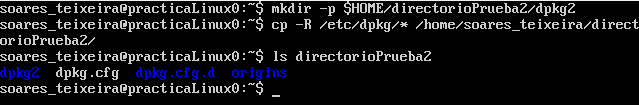 soares_teixeira@practicaLinux0:~$ mkdir -p $HOME/directorioPrueba2/dpkg2
soares_teixeira@practicaLinux0:~$ cp -R /etc/dpkg/* /home/soares_teixeira/direct
orioPrueba2/
soares_teixeira@practicaLinux0:~$ ls directorioPrueba2
dpkg2  dpkg.cfg  dpkg.cfg.d  origins
soares_teixeira@practicaLinux0:~$ _